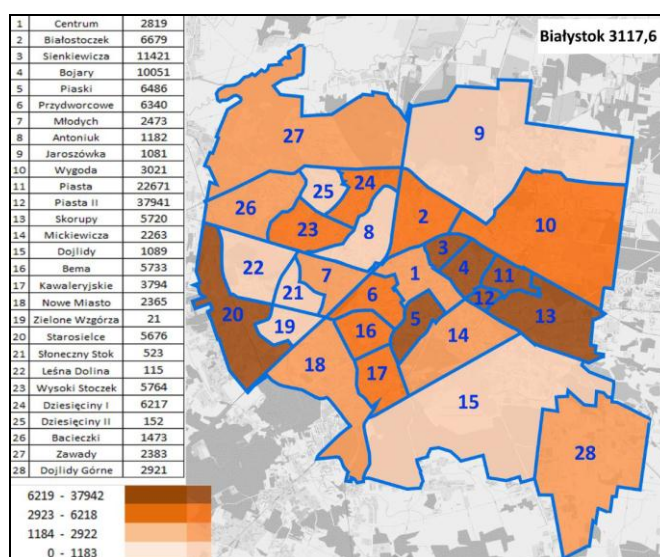 1 Centrum 2819
2 Białostoczek 6679
3 Sienkiewicza 11421
4 Bojary 10051
5 Piaski 6486
6 Przydworcowe 6340
7 Młodych 2473
8 Antoniuk 1182
9 Jaroszówka 1081
10 Wygoda 3021
11 Piasta 22671
12 Piasta II 37941
13 Skorupy 5720
14 Mickiewicza 2263
15 Dojlidy 1089
16 Bema 5733
17 Kawaleryjskie 3794
18 Nowe Miasto 2365
19 Zielone Wzgórza 21
20 Starosielce 5676
21 Słoneczny Stok 523
22 Leśna Dolina 115
23 Wysoki Stoczek 5764
24 Dziesięciny I 6217
25 Dziesięciny II 152
26 Bacieczki 1473
27 Zawady 2383
28 Dojlidy Górne 2921
6219 - 37942
2923 - 6218
1184 - 2922
0 - 1183
Białystok 3117,6
27
9
25
24
26
2
10
23
8
22
3
7
1
4
11
21
6
20
12
5
13
19
16
14
18
17
15
28